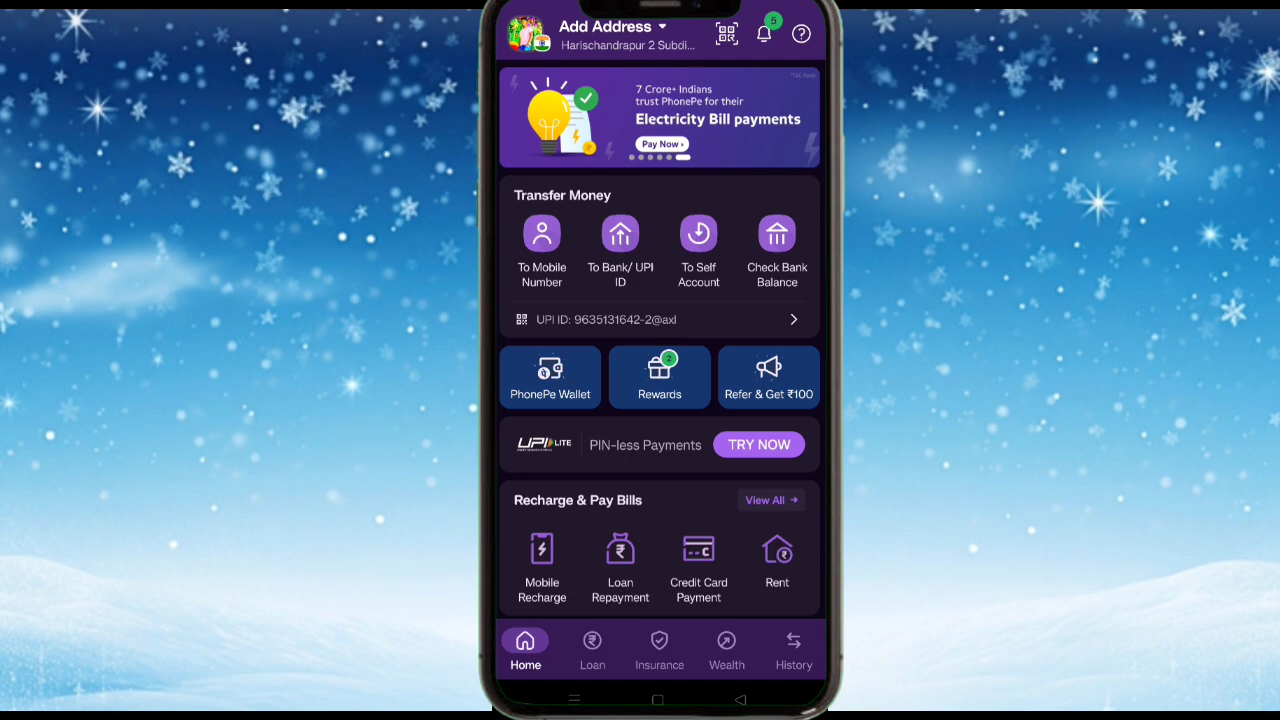 Add Address
Harischandrapur 2 Subdi...
5
7 Crore+ Indians
trust PhonePe for their
Electricity Bill payments
Pay Now ›
Transfer Money
To Mobile
Number
To Bank/ UPI
ID
To Self
Account
Check Bank
Balance
UPI ID: 9635131642-2@axl
PhonePe Wallet
2
Rewards
Refer & Get ₹100
UPI LITE
PIN-less Payments
TRY NOW
Recharge & Pay Bills
View All →
Mobile
Recharge
Loan
Repayment
Credit Card
Payment
Rent
Home
Loan
Insurance
Wealth
History